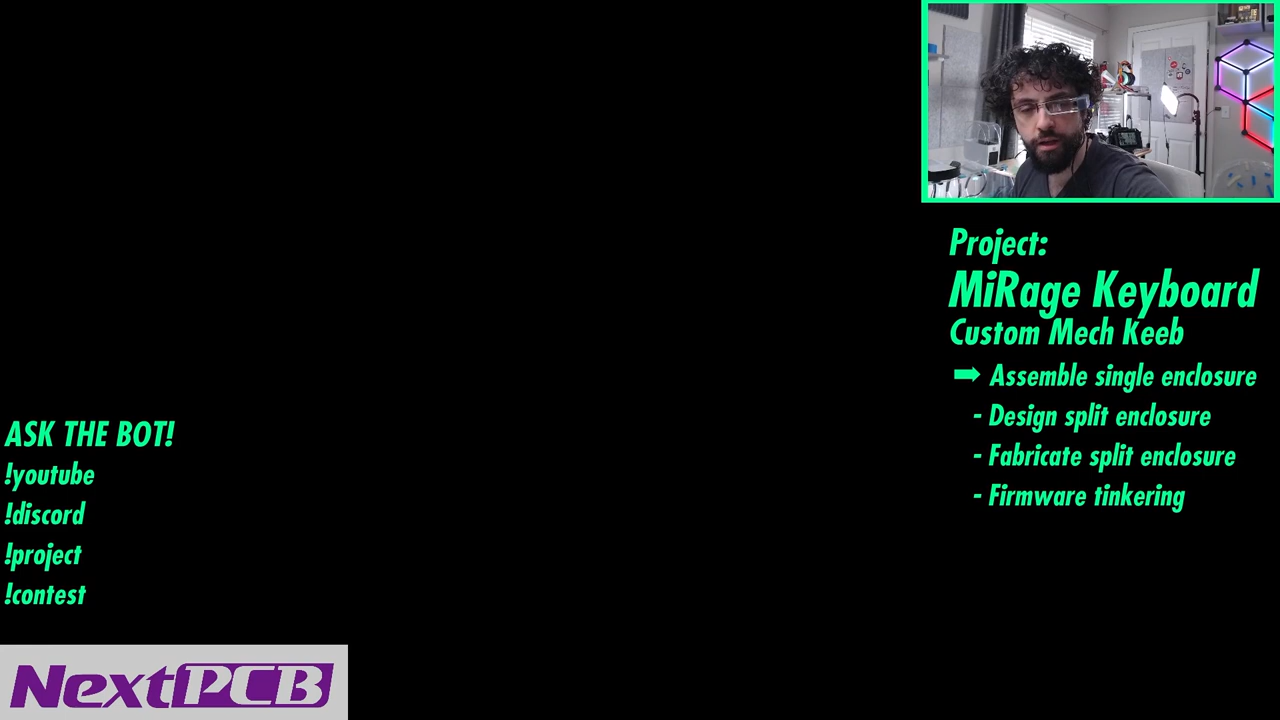 Project:
MiRage Keyboard
Custom Mech Keeb
➡ Assemble single enclosure
- Design split enclosure
- Fabricate split enclosure
- Firmware tinkering
ASK THE BOT!
!youtube
!discord
!project
!contest
NextPCB